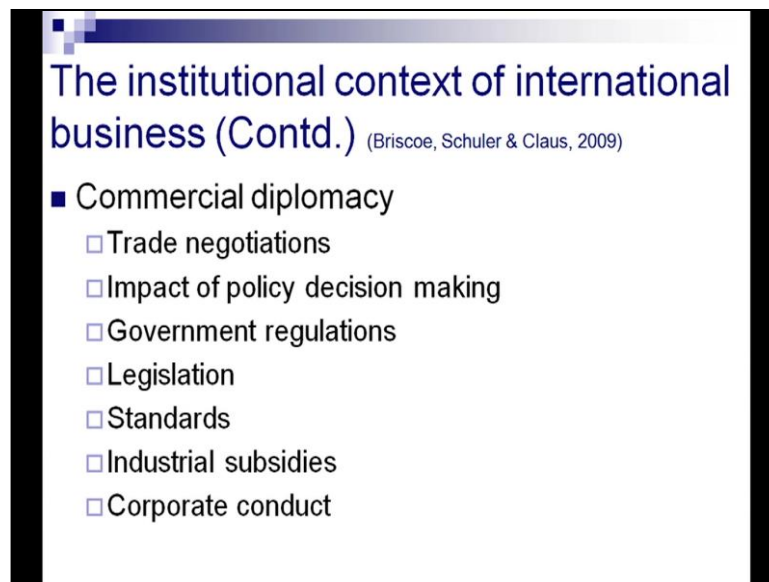 The institutional context of international
business (Contd.) (Briscoe, Schuler & Claus, 2009)
Commercial diplomacy
Trade negotiations
Impact of policy decision making
Government regulations
Legislation
Standards
Industrial subsidies
Corporate conduct